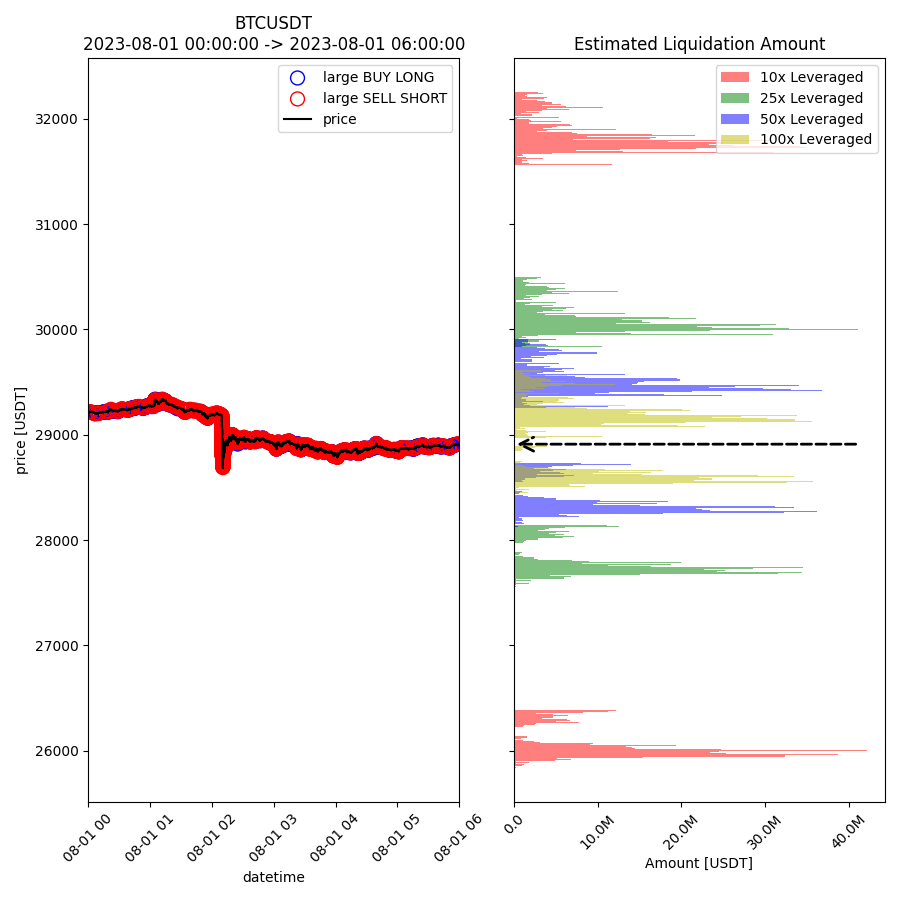 BTCUSDT
2023-08-01 00:00:00 -> 2023-08-01 06:00:00
large BUY LONG
large SELL SHORT
price
price [USDT]
32000
31000
30000
29000
28000
27000
26000
08-01 00
08-01 01
08-01 02
08-01 03
08-01 04
08-01 05
08-01 06
datetime
Estimated Liquidation Amount
10x Leveraged
25x Leveraged
50x Leveraged
100x Leveraged
0.0
10.0M
20.0M
30.0M
40.0M
Amount [USDT]